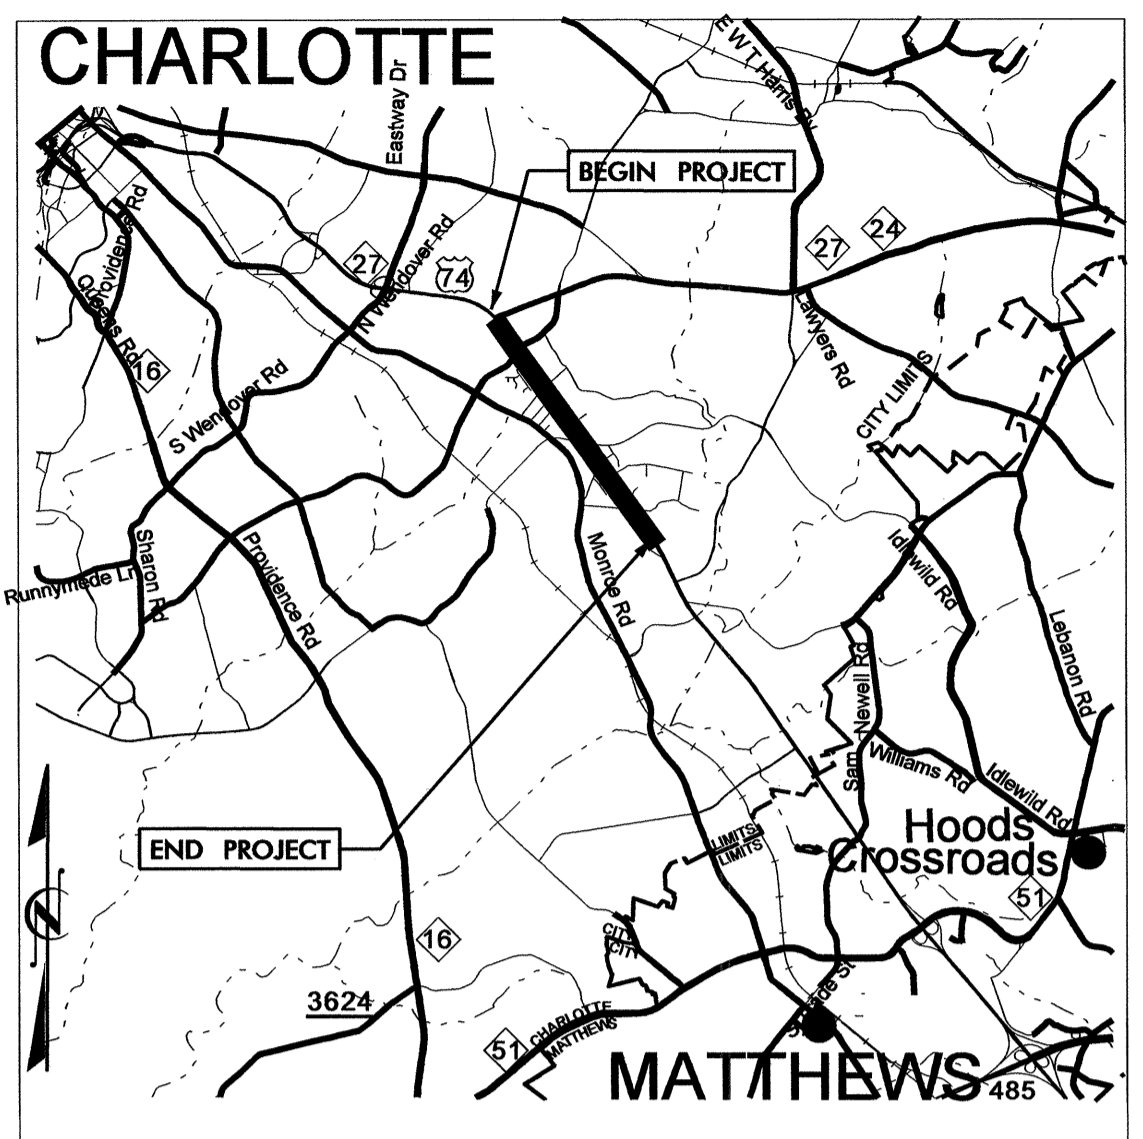 CHARLOTTE
E W T Harris Bv
Eastway Dr
BEGIN PROJECT
Providence Rd
Queens Rd
N Wendover Rd
27
74
27
24
16
Lawyers Rd
S Wendover Rd
CITY LIMITS
Sharon Rd
Runnymede Ln
Providence Rd
Monroe Rd
Idlewild Rd
Lebanon Rd
Sam Newell Rd
Williams Rd
Idlewild Rd
END PROJECT
LIMITS
LIMITS
Hoods
Crossroads
51
16
CITY
CITY
3624
N
51
CHARLOTTE
MATTHEWS
MATTHEWS
485